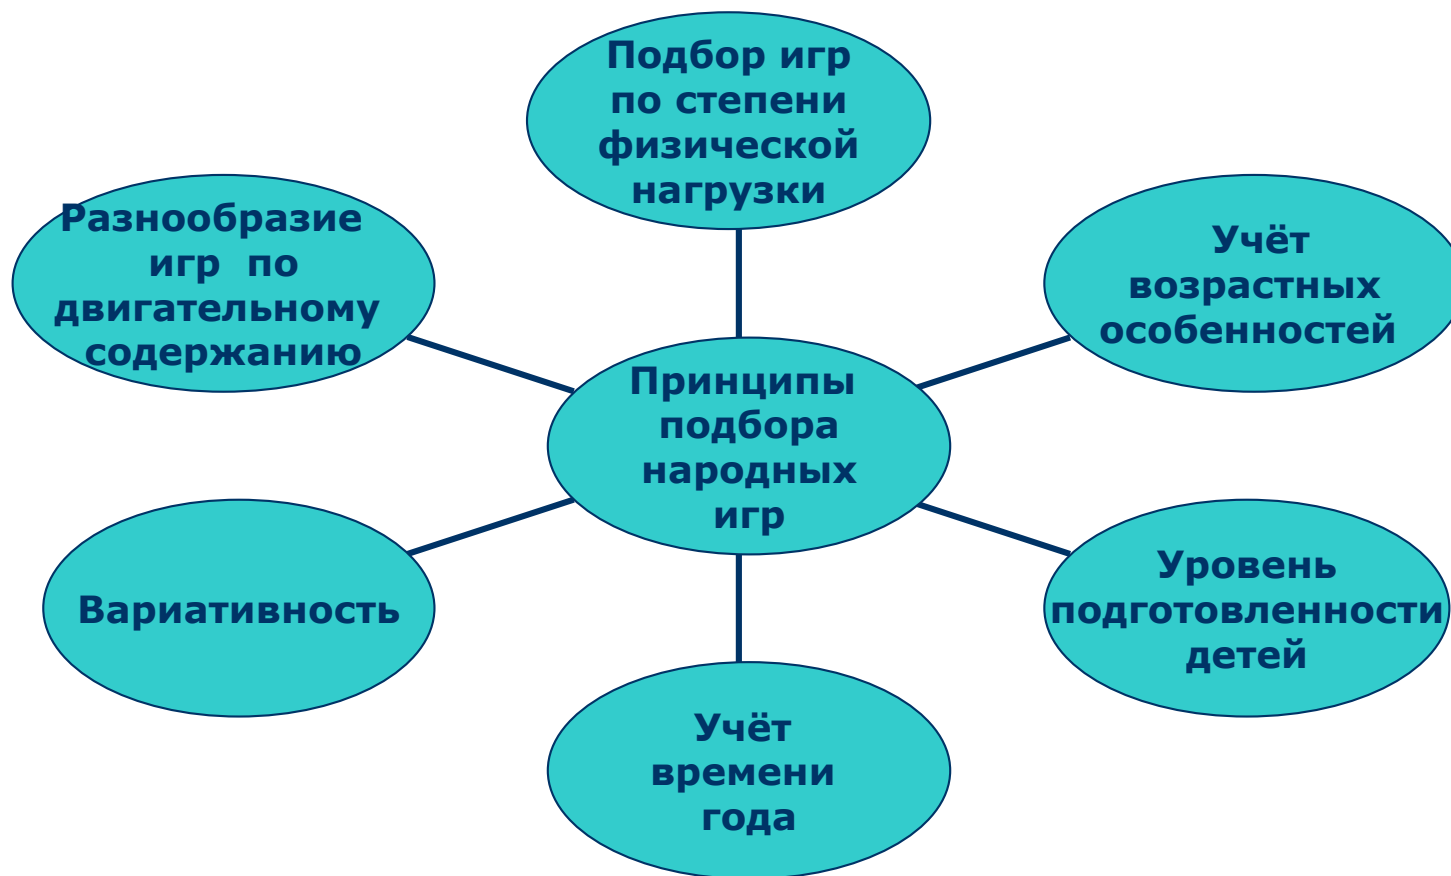 Подбор игр
по степени
физической
нагрузки
Разнообразие
игр по
двигательному
содержанию
Учёт
возрастных
особенностей
Принципы
подбора
народных
игр
Вариативность
Уровень
подготовленности
детей
Учёт
времени
года